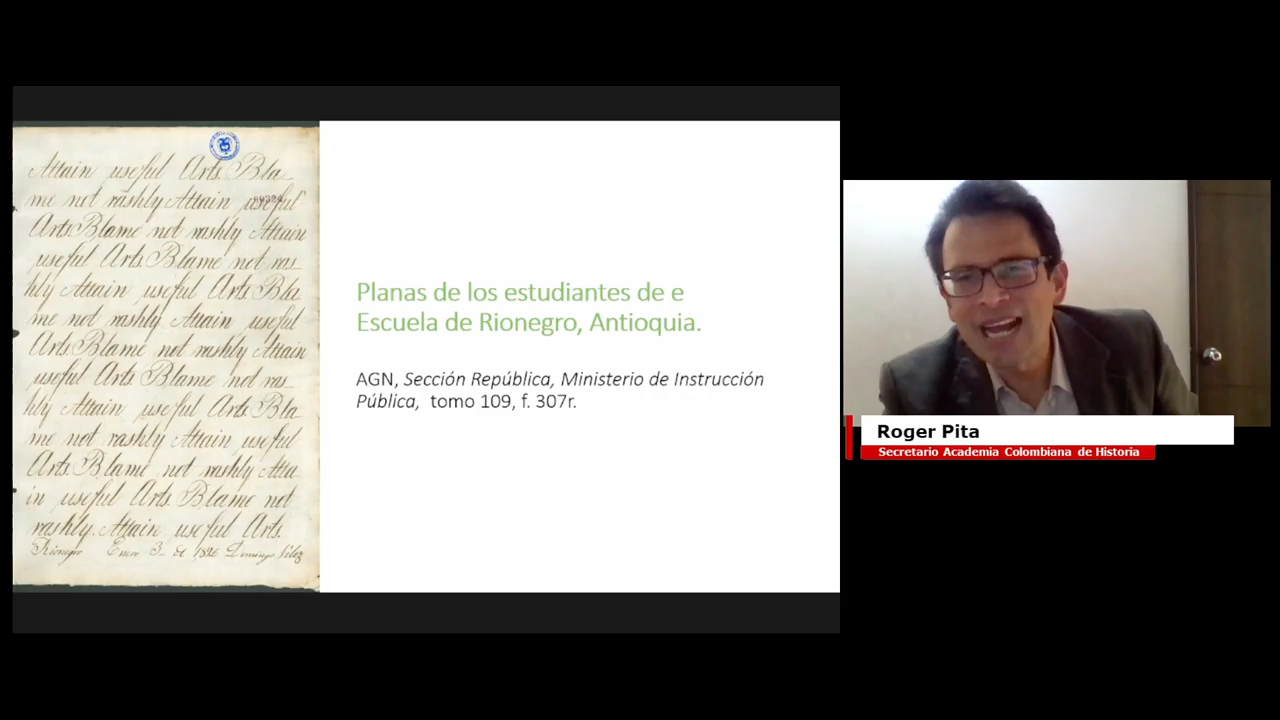 Attain useful Arts. Bla
me not rashly Attain useful
Arts. Blame not rashly Attain
useful Arts. Blame not ras
hly Attain useful Arts. Bla
me not rashly Attain useful
Arts. Blame not rashly Attain
useful Arts. Blame not ras
hly Attain useful Arts. Bla
me not rashly Attain useful
Arts. Blame not rashly Atta
in useful Arts. Blame not
rashly. Attain useful Arts.
Rionegro Enero 3. de 1826 Domingo Vélez
Planas de los estudiantes de e
Escuela de Rionegro, Antioquia.
AGN, Sección República, Ministerio de Instrucción
Pública, tomo 109, f. 307r.
Roger Pita
Secretario Academia Colombiana de Historia